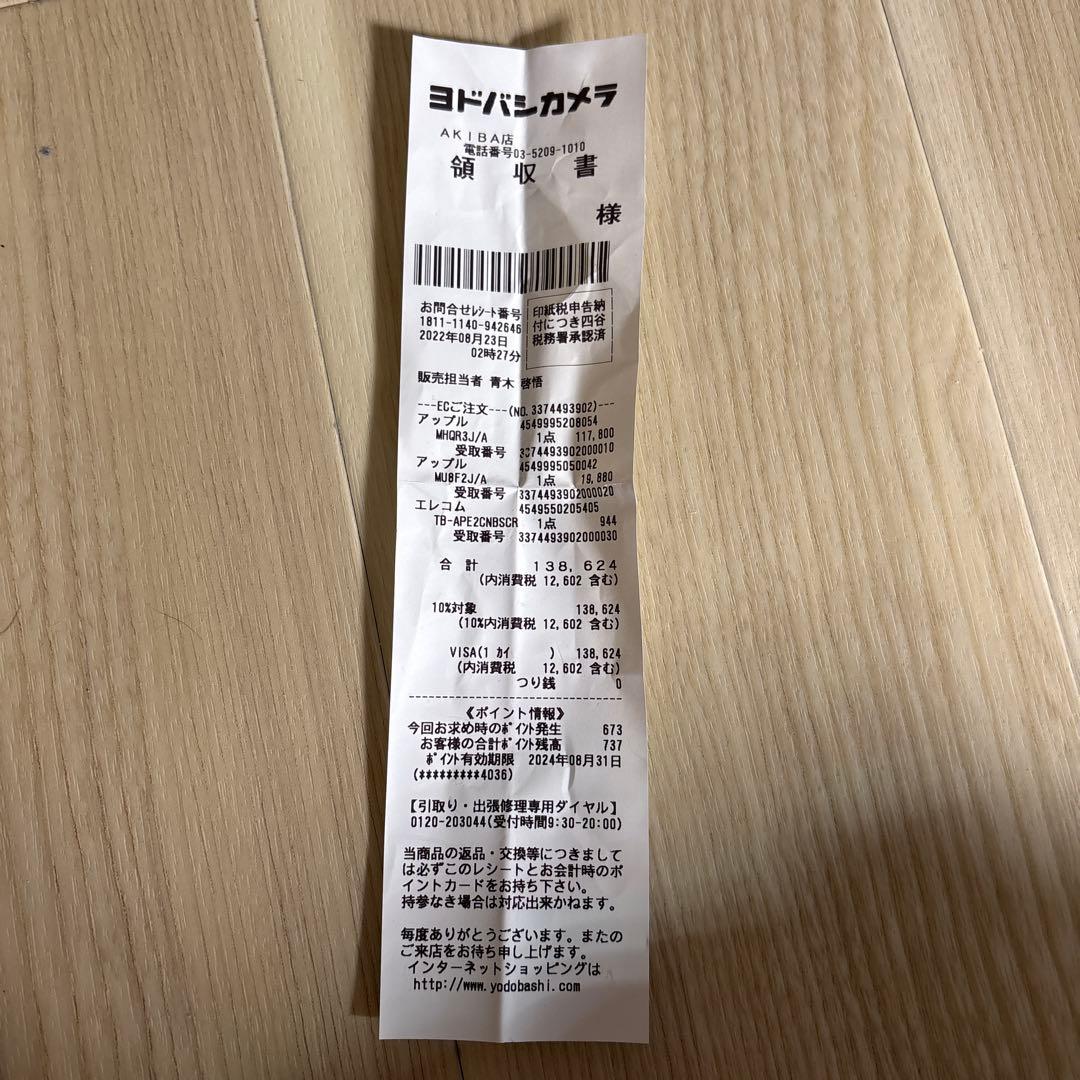 ヨドバシカメラ
AKIBA店
電話番号03-5209-1010
領 収 書
様
お問合せﾚｼｰﾄ番号
1811-1140-942646
2022年08月23日
02時27分
印紙税申告納
付につき四谷
税務署承認済
販売担当者 青木 啓悟
---ECご注文---(NO. 3374493902)---
アップル 4549995208054
MHQR3J/A 1点 117,800
受取番号 3374493902000010
アップル 4549995050042
MU8F2J/A 1点 19,880
受取番号 3374493902000020
エレコム 4549550205405
TB-APE2CNBSCR 1点 944
受取番号 3374493902000030
合 計 138,624
(内消費税 12,602 含む)
10%対象 138,624
(10%内消費税 12,602 含む)
VISA(1 ｶｲ ) 138,624
(内消費税 12,602 含む)
つり銭 0
《ポイント情報》
今回お求め時のﾎﾟｲﾝﾄ発生 673
お客様の合計ﾎﾟｲﾝﾄ残高 737
ﾎﾟｲﾝﾄ有効期限 2024年08月31日
(*********4036)
【引取り・出張修理専用ダイヤル】
0120-203044(受付時間9:30-20:00)
当商品の返品・交換等につきまして
は必ずこのレシートとお会計時のポ
イントカードをお持ち下さい。
持参なき場合は対応出来かねます。
毎度ありがとうございます。またの
ご来店をお待ち申し上げます。
インターネットショッピングは
http://www.yodobashi.com